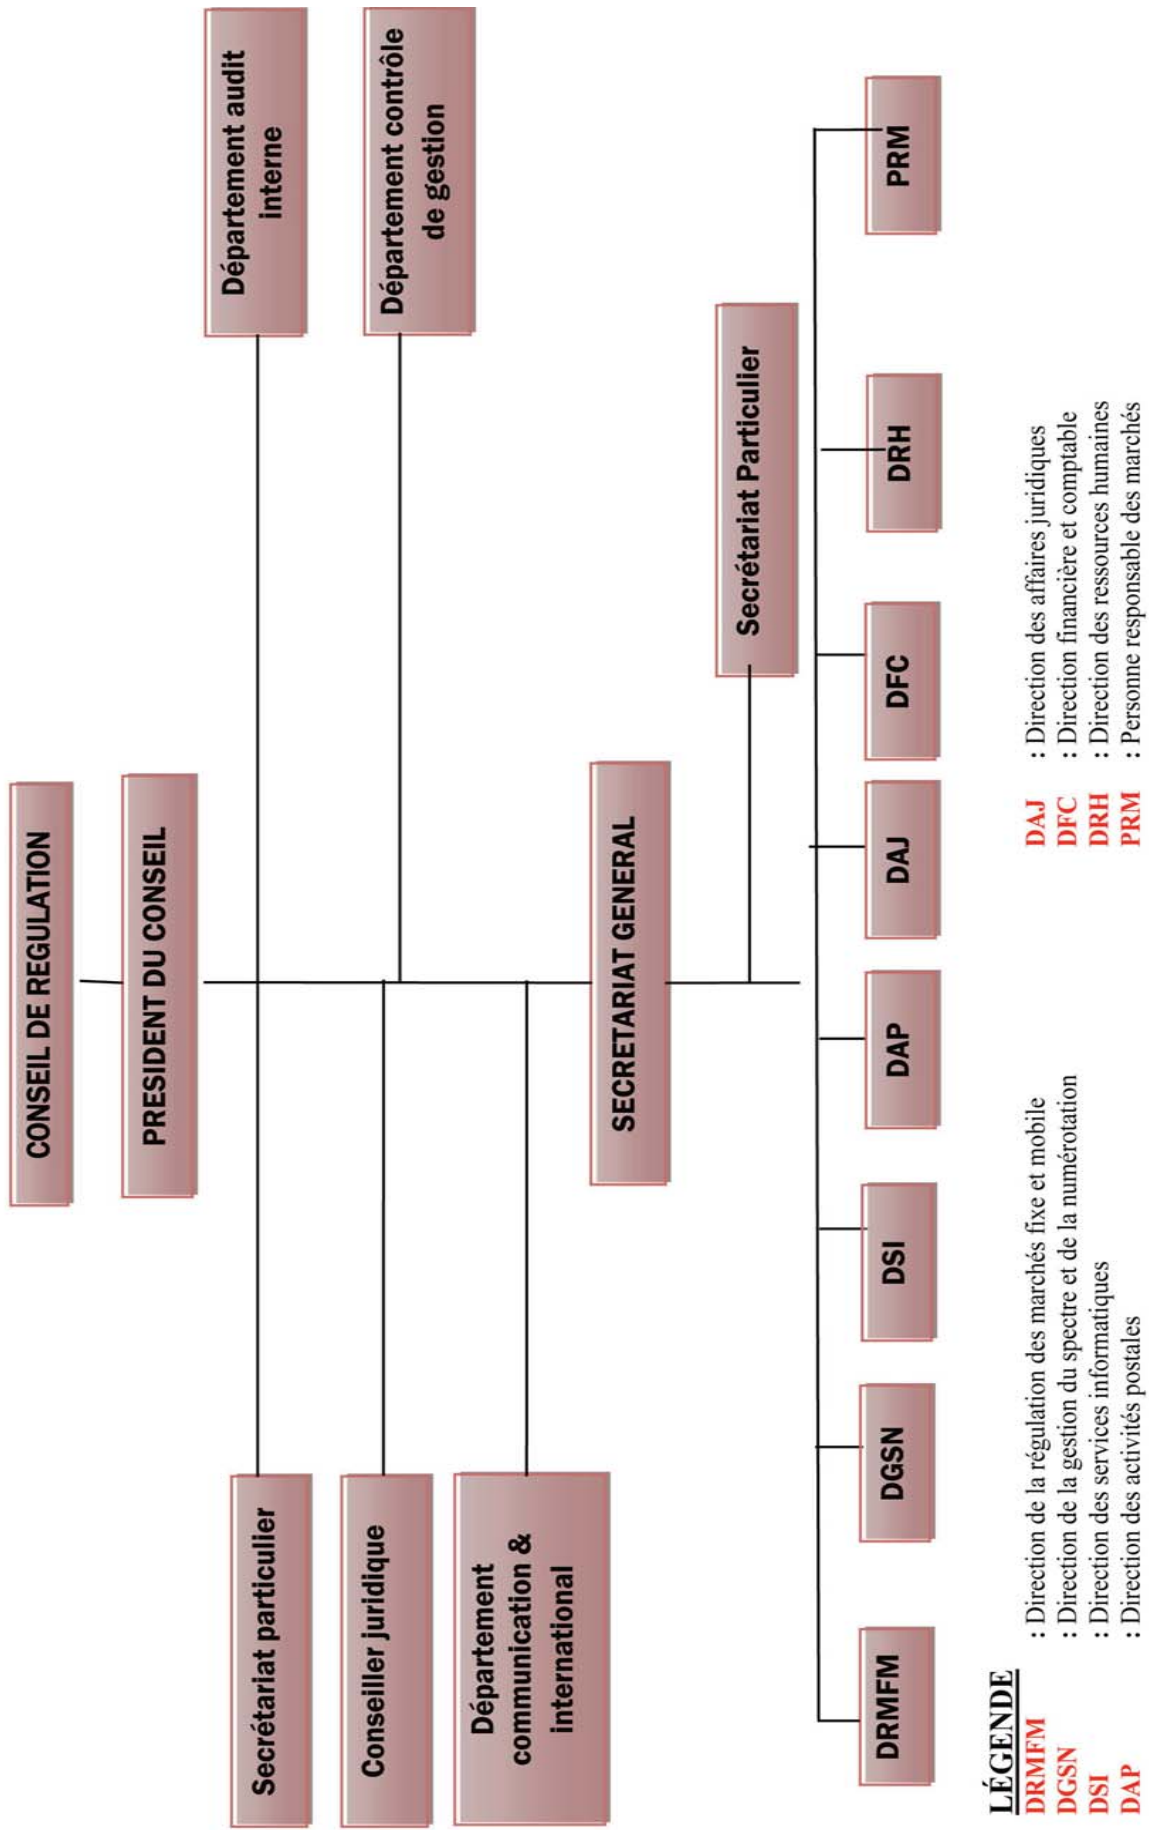 CONSEIL DE REGULATION
PRESIDENT DU CONSEIL
Secrétariat particulier
Département audit
interne
Conseiller juridique
Département contrôle
de gestion
Département
communication &
international
SECRETARIAT GENERAL
Secrétariat Particulier
DRMFM
DGSN
DSI
DAP
DAJ
DFC
DRH
PRM
LÉGENDE
DRMFM : Direction de la régulation des marchés fixe et mobile
DGSN : Direction de la gestion du spectre et de la numérotation
DSI : Direction des services informatiques
DAP : Direction des activités postales
DAJ : Direction des affaires juridiques
DFC : Direction financière et comptable
DRH : Direction des ressources humaines
PRM : Personne responsable des marchés